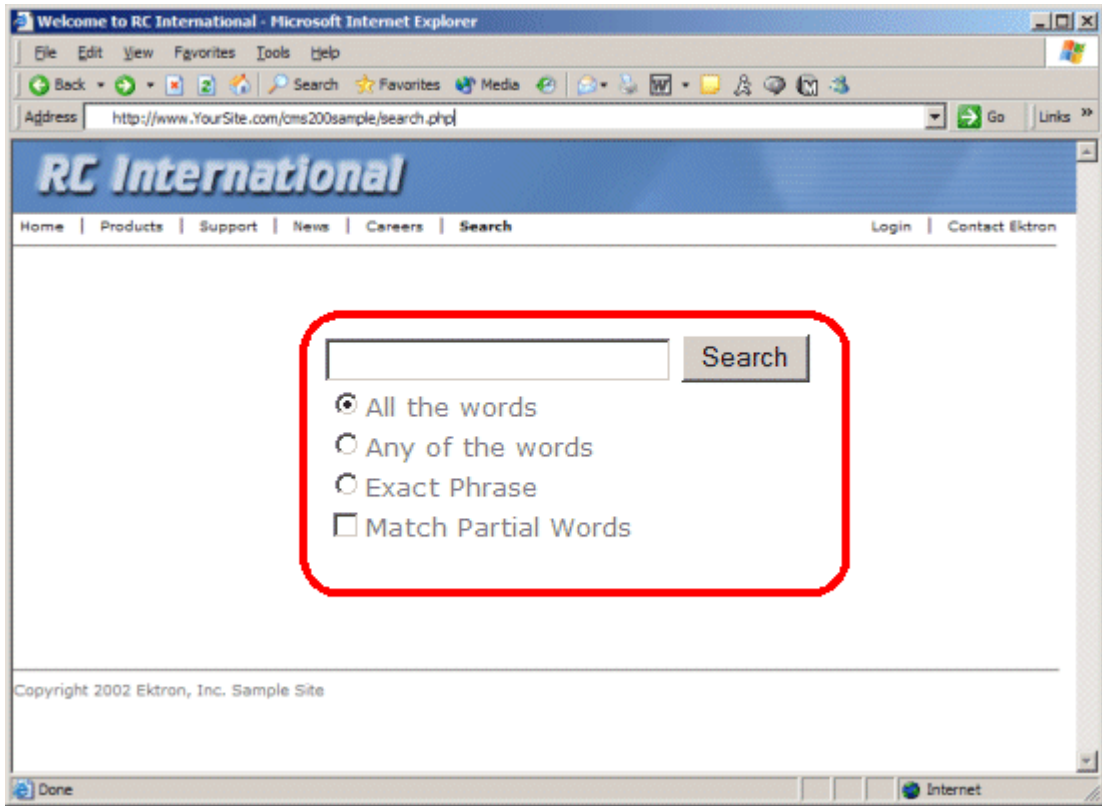 Welcome to RC International - Microsoft Internet Explorer
File Edit View Favorites Tools Help
Back Search Favorites Media
Address http://www.YourSite.com/cms200sample/search.php Go Links »
RC International
Home | Products | Support | News | Careers | Search Login | Contact Ektron
Search
All the words
Any of the words
Exact Phrase
Match Partial Words
Copyright 2002 Ektron, Inc. Sample Site
Done Internet